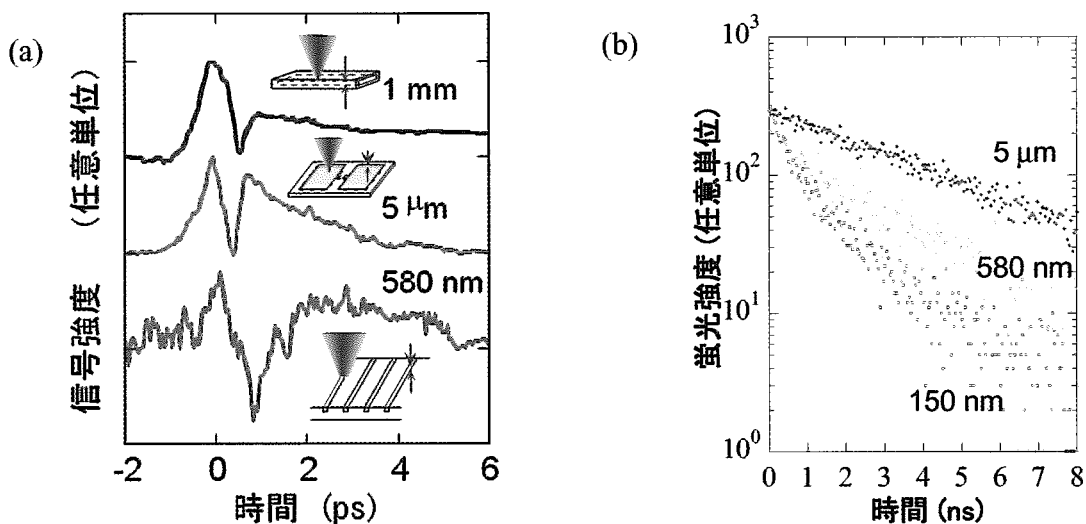 (a)
信号強度 (任意単位)
1 mm
5 μm
580 nm
-2 0 2 4 6
時間 (ps)
(b)
蛍光強度 (任意単位)
10³
10²
10¹
10⁰
5 μm
580 nm
150 nm
0 1 2 3 4 5 6 7 8
時間 (ns)